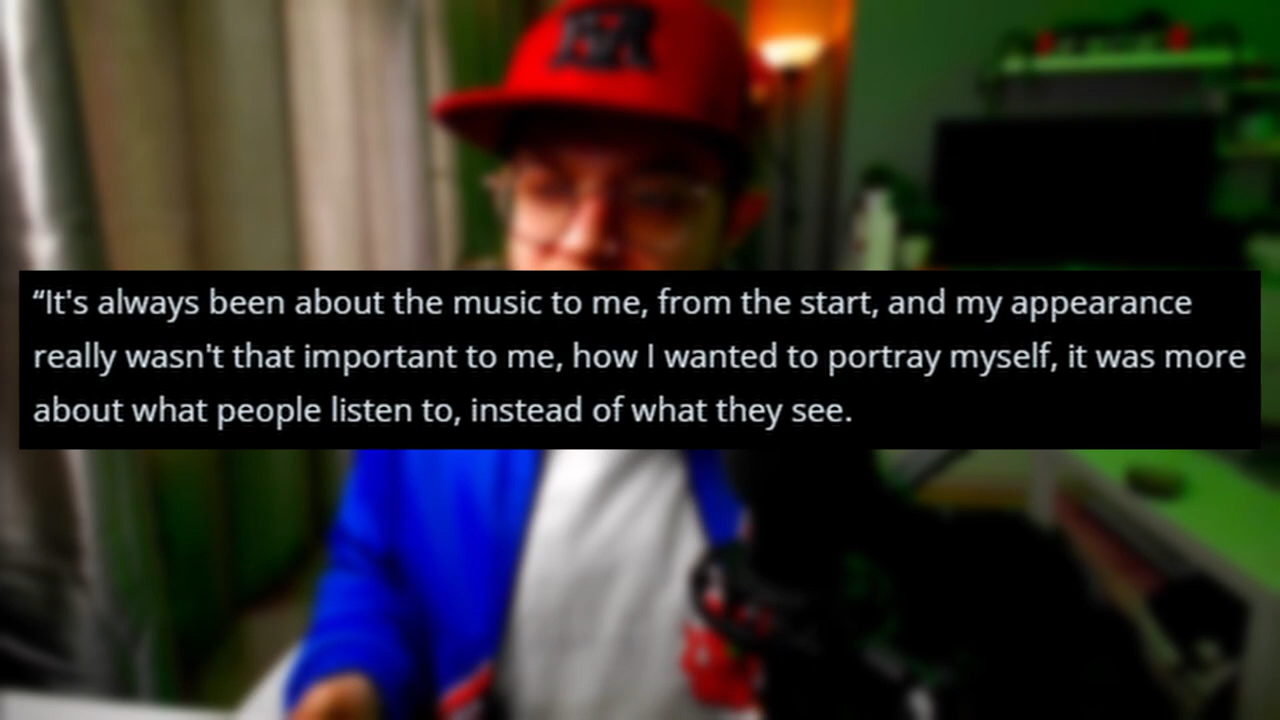 “It's always been about the music to me, from the start, and my appearance
really wasn't that important to me, how I wanted to portray myself, it was more
about what people listen to, instead of what they see.